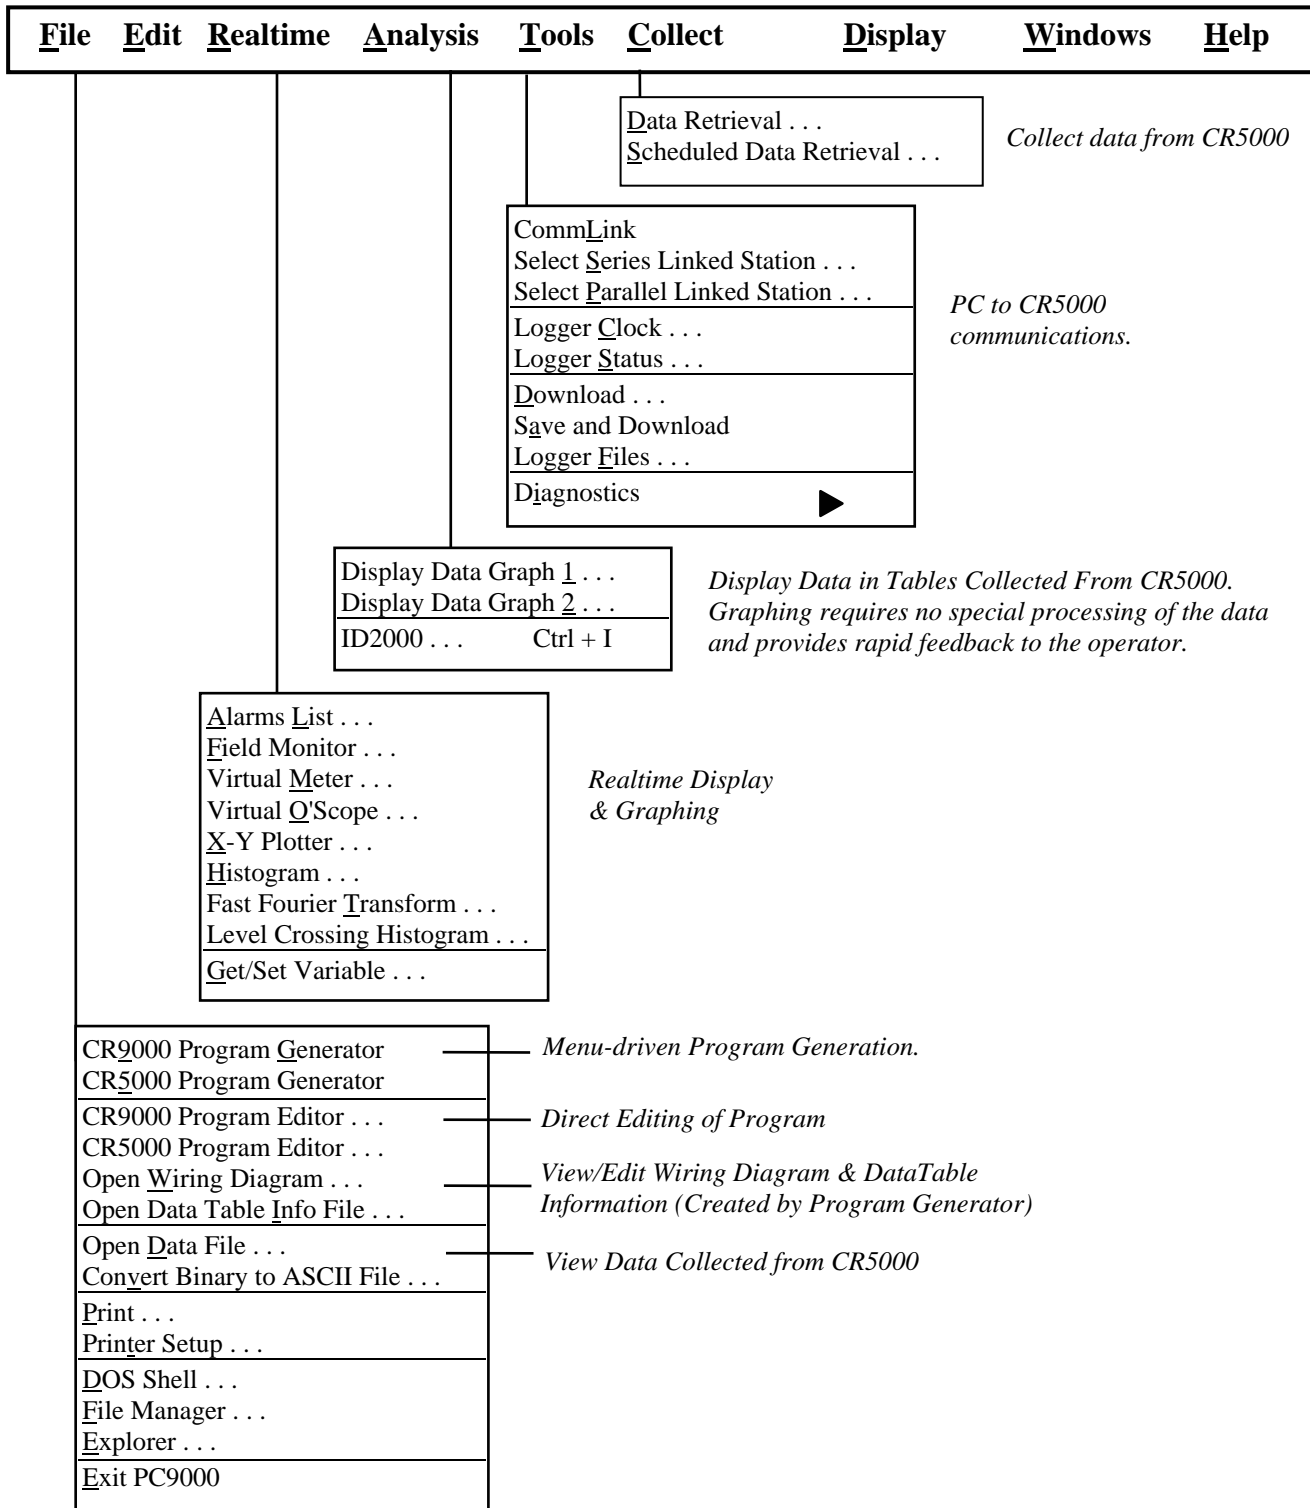 File Edit Realtime Analysis Tools Collect Display Windows Help
Data Retrieval . . .
Scheduled Data Retrieval . . .
Collect data from CR5000
CommLink
Select Series Linked Station . . .
Select Parallel Linked Station . . .
Logger Clock . . .
Logger Status . . .
Download . . .
Save and Download
Logger Files . . .
Diagnostics
PC to CR5000
communications.
Display Data Graph 1 . . .
Display Data Graph 2 . . .
ID2000 . . . Ctrl + I
Display Data in Tables Collected From CR5000.
Graphing requires no special processing of the data
and provides rapid feedback to the operator.
Alarms List . . .
Field Monitor . . .
Virtual Meter . . .
Virtual O'Scope . . .
X-Y Plotter . . .
Histogram . . .
Fast Fourier Transform . . .
Level Crossing Histogram . . .
Get/Set Variable . . .
Realtime Display
& Graphing
CR9000 Program Generator
CR5000 Program Generator
Menu-driven Program Generation.
CR9000 Program Editor . . .
CR5000 Program Editor . . .
Direct Editing of Program
Open Wiring Diagram . . .
Open Data Table Info File . . .
View/Edit Wiring Diagram & DataTable
Information (Created by Program Generator)
Open Data File . . .
Convert Binary to ASCII File . . .
View Data Collected from CR5000
Print . . .
Printer Setup . . .
DOS Shell . . .
File Manager . . .
Explorer . . .
Exit PC9000